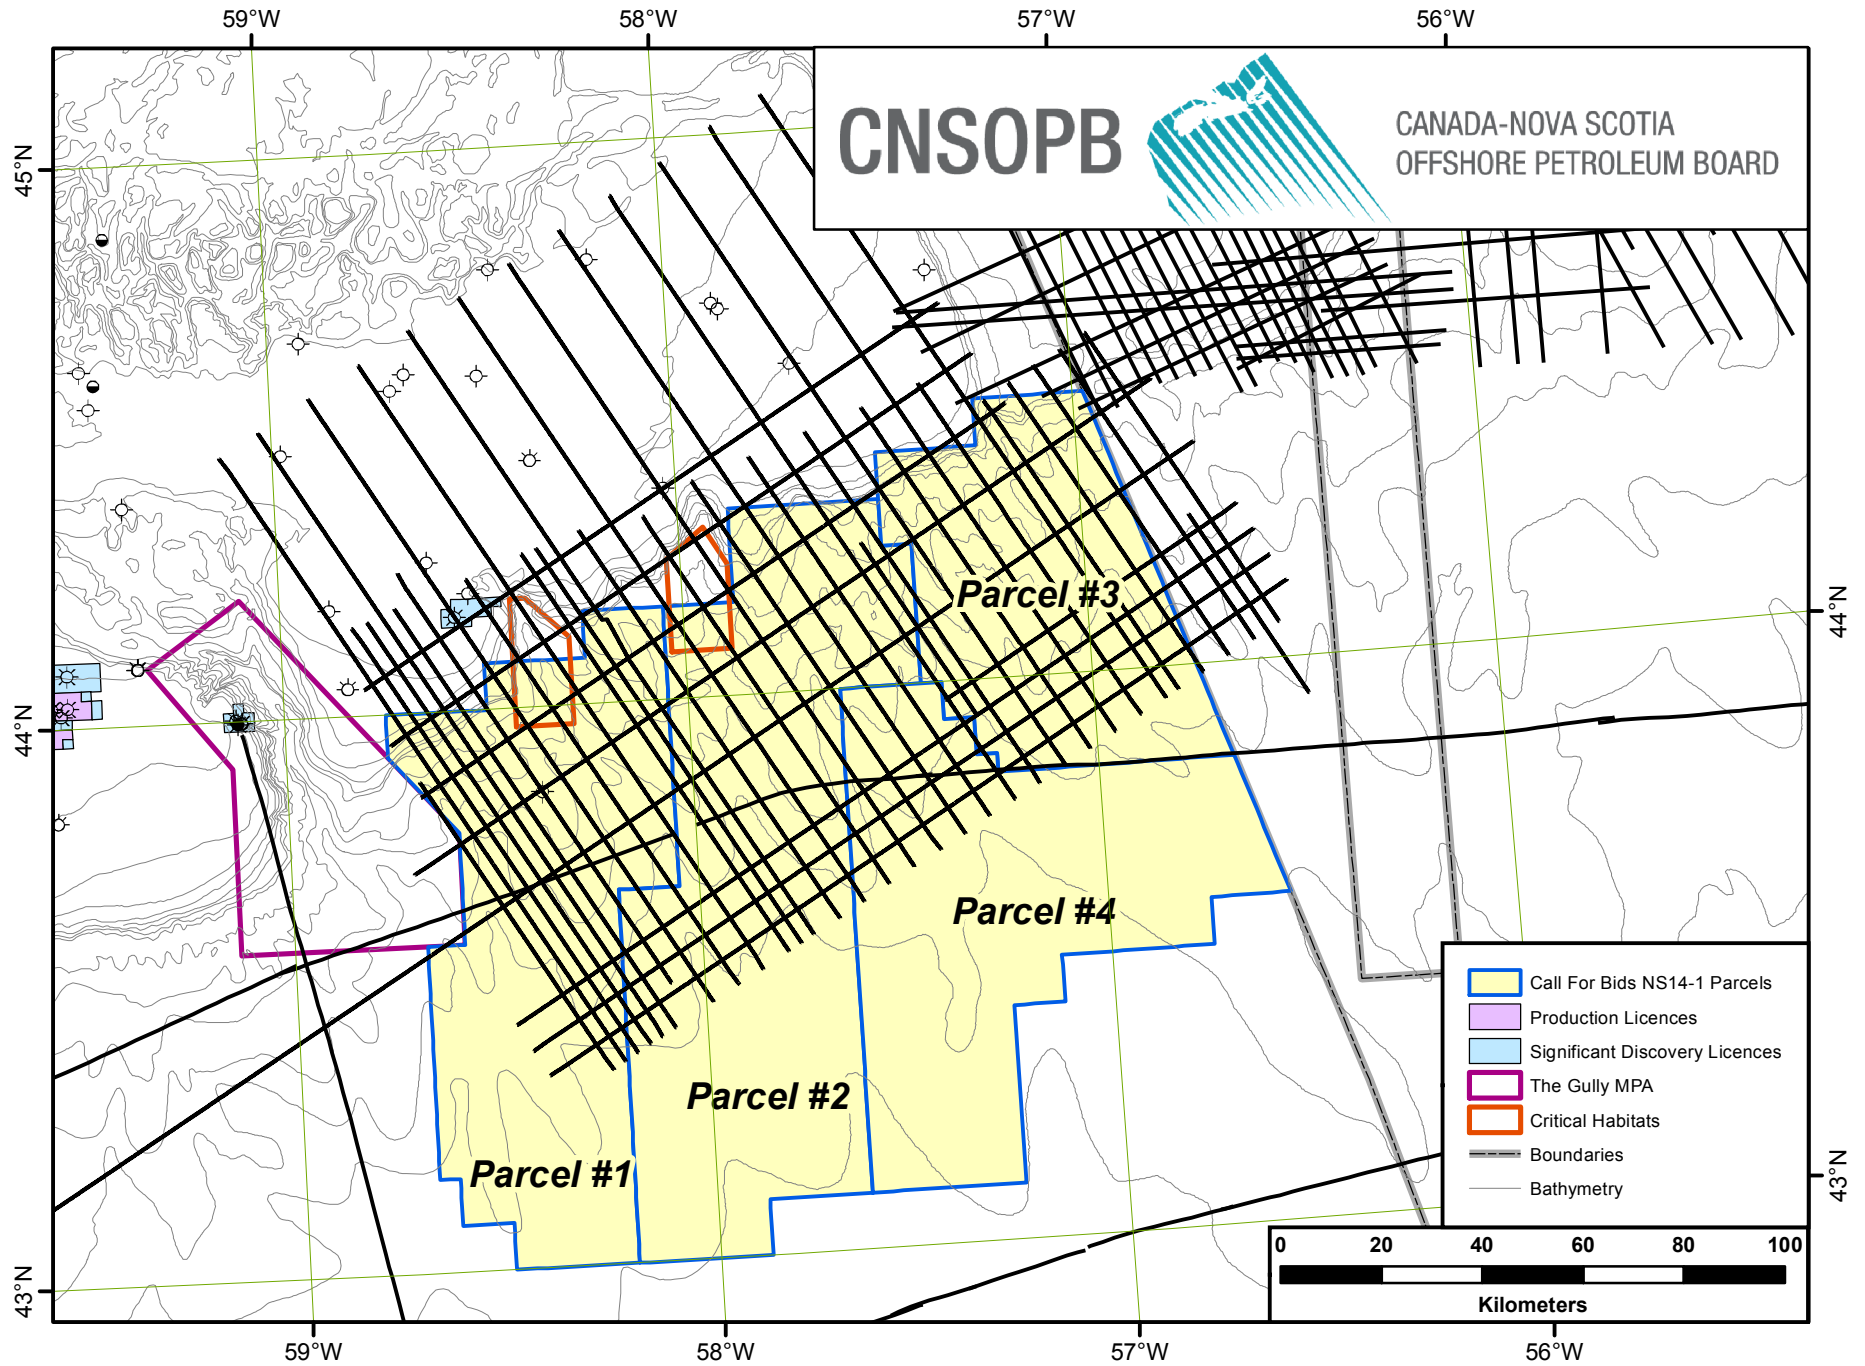 59°W
58°W
57°W
56°W
CNSOPB
CANADA-NOVA SCOTIA
OFFSHORE PETROLEUM BOARD
45°N
44°N
43°N
44°N
43°N
Parcel #3
Parcel #4
Parcel #2
Parcel #1
Call For Bids NS14-1 Parcels
Production Licences
Significant Discovery Licences
The Gully MPA
Critical Habitats
Boundaries
Bathymetry
0 20 40 60 80 100
Kilometers
59°W
58°W
57°W
56°W